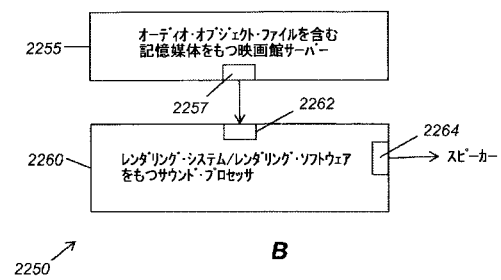 オーディオ・オブジェクト・ファイルを含む
記憶媒体をもつ映画館サーバー
2255
2257
2262
2264
2260
レンダリング・システム/レンダリング・ソフトウェア
をもつサウンド・プロセッサ
スピーカー
2250
B